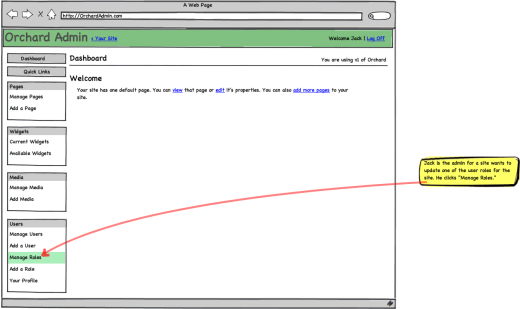 A Web Page
http://OrchardAdmin.com
Orchard Admin < Your Site
Welcome Jack | Log Off
Dashboard
Quick Links
Pages
Manage Pages
Add a Page
Widgets
Current Widgets
Available Widgets
Media
Manage Media
Add Media
Users
Manage Users
Add a User
Manage Roles
Add a Role
Your Profile
Dashboard
You are using v1 of Orchard
Welcome
Your site has one default page. You can view that page or edit it's properties. You can also add more pages to your
site.
Jack is the admin for a site wants to
update one of the user roles for the
site. He clicks "Manage Roles."